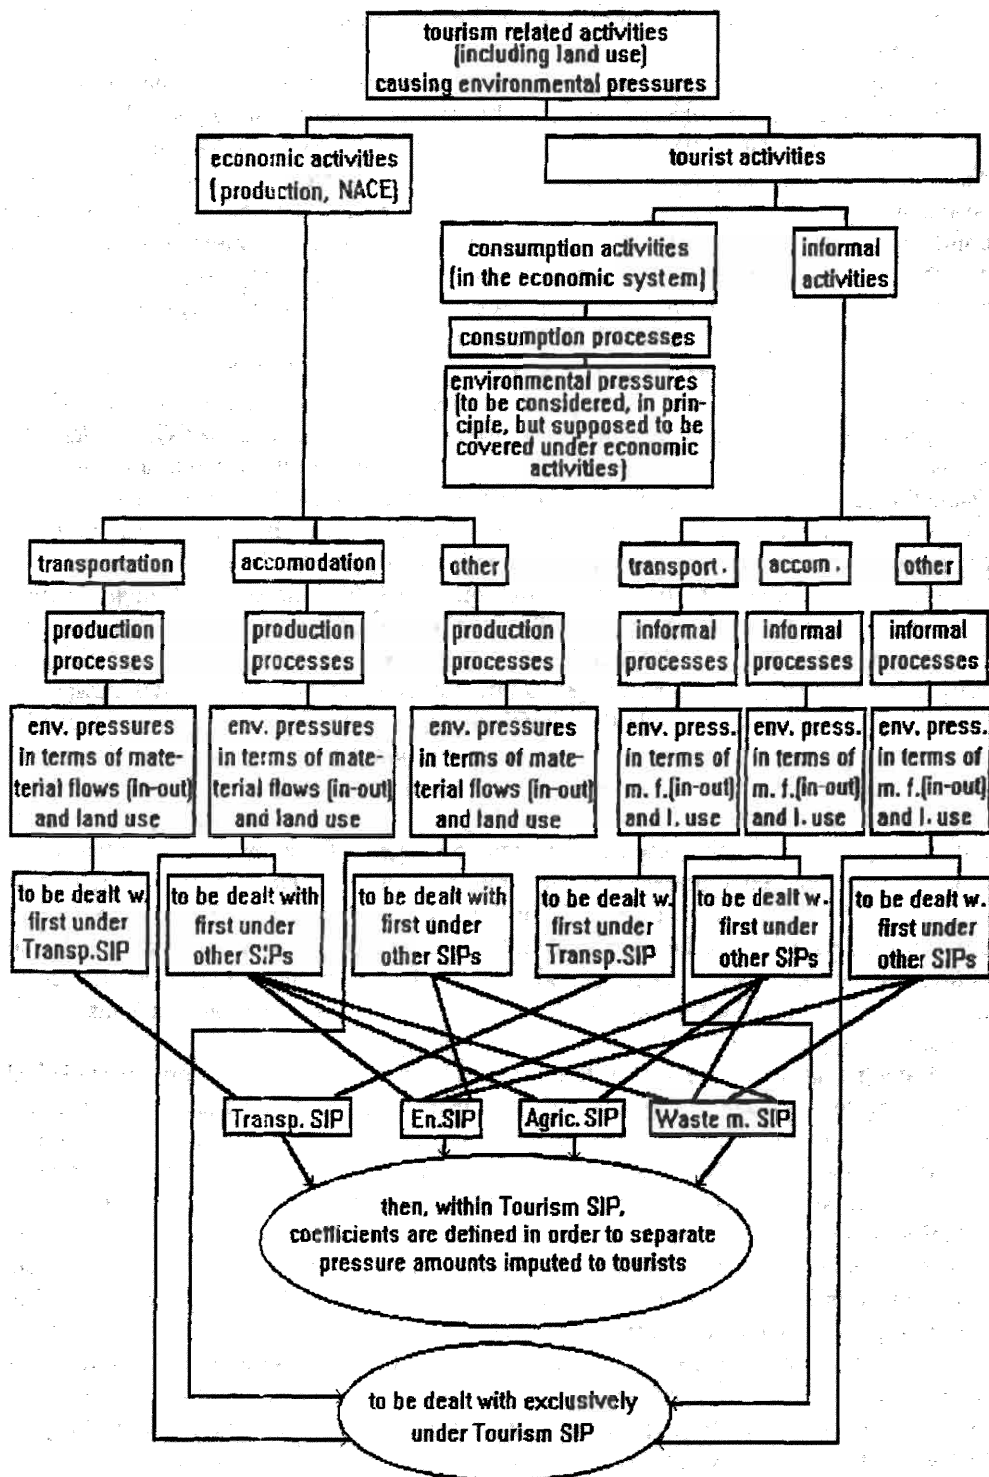 tourism related activities
(including land use)
causing environmental pressures
economic activities
(production, NACE)
tourist activities
consumption activities
(in the economic system)
informal
activities
consumption processes
environmental pressures
(to be considered, in prin-
ciple, but supposed to be
covered under economic
activities)
transportation
accomodation
other
transport.
accom.
other
production
processes
production
processes
production
processes
informal
processes
informal
processes
informal
processes
env. pressures
in terms of mate-
terial flows (in-out)
and land use
env. pressures
in terms of mate-
terial flows (in-out)
and land use
env. pressures
in terms of mate-
terial flows (in-out)
and land use
env. press.
in terms of
m. f.(in-out)
and l. use
env. press.
in terms of
m. f.(in-out)
and l. use
env. press.
in terms of
m. f.(in-out)
and l. use
to be dealt w.
first under
Transp.SIP
to be dealt with
first under
other SIPs
to be dealt with
first under
other SIPs
to be dealt w.
first under
Transp.SIP
to be dealt w.
first under
other SIPs
to be dealt w.
first under
other SIPs
Transp. SIP
En.SIP
Agric. SIP
Waste m. SIP
then, within Tourism SIP,
coefficients are defined in order to separate
pressure amounts imputed to tourists
to be dealt with exclusively
under Tourism SIP